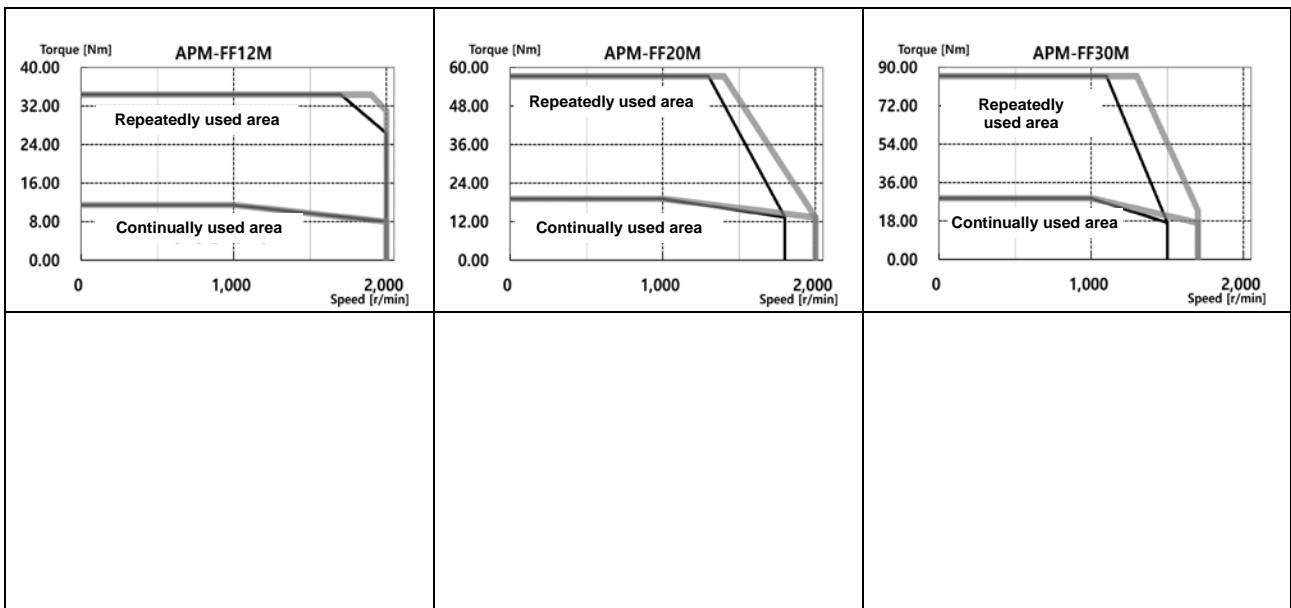 Torque [Nm]
APM-FF12M
40.00
32.00
Repeatedly used area
24.00
16.00
8.00
Continually used area
0.00
0
1,000
2,000
Speed [r/min]
Torque [Nm]
APM-FF20M
60.00
48.00
Repeatedly used area
36.00
24.00
12.00
Continually used area
0.00
0
1,000
2,000
Speed [r/min]
Torque [Nm]
APM-FF30M
90.00
72.00
Repeatedly
used area
54.00
36.00
18.00
Continually used area
0.00
0
1,000
2,000
Speed [r/min]